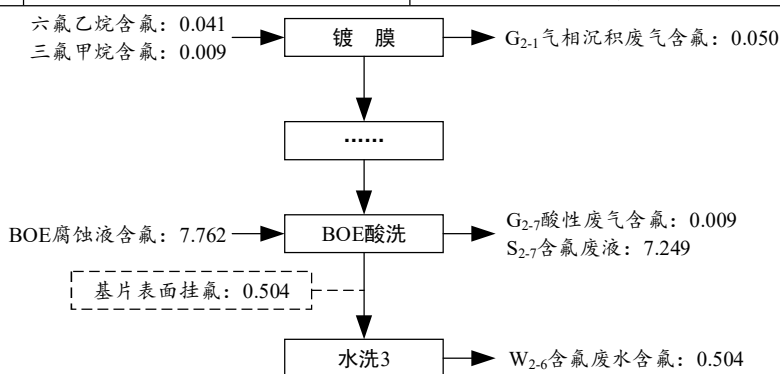 六氟乙烷含氟：0.041
三氟甲烷含氟：0.009
镀 膜
G2-1气相沉积废气含氟：0.050
……
BOE腐蚀液含氟：7.762
BOE酸洗
G2-7酸性废气含氟：0.009
S2-7含氟废液：7.249
基片表面挂氟：0.504
水洗3
W2-6含氟废水含氟：0.504